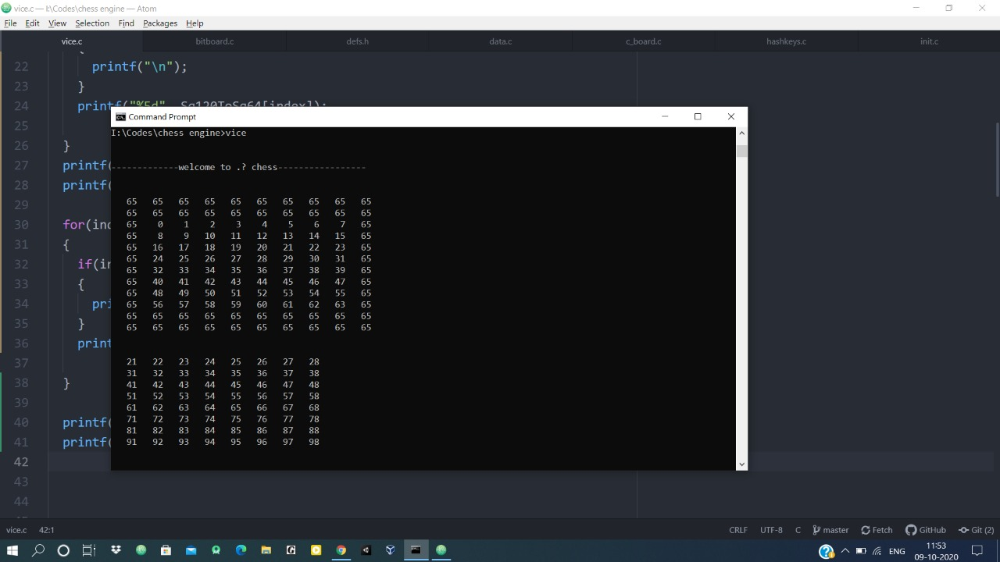 vice.c — I:\Codes\chess engine — Atom
File Edit View Selection Find Packages Help
vice.c bitboard.c defs.h data.c c_board.c hashkeys.c init.c
22 printf("\n");
23 }
24 printf("%5d", Sq120ToSq64[index]);
25
26 }
27 printf(
28 printf(
29
30 for(ind
31 {
32 if(in
33 {
34 pri
35 }
36 print
37
38 }
39
40 printf(
41 printf(
42
43
44
Command Prompt
I:\Codes\chess engine>vice
-------------welcome to .? chess-----------------
65 65 65 65 65 65 65 65 65 65
65 65 65 65 65 65 65 65 65 65
65 0 1 2 3 4 5 6 7 65
65 8 9 10 11 12 13 14 15 65
65 16 17 18 19 20 21 22 23 65
65 24 25 26 27 28 29 30 31 65
65 32 33 34 35 36 37 38 39 65
65 40 41 42 43 44 45 46 47 65
65 48 49 50 51 52 53 54 55 65
65 56 57 58 59 60 61 62 63 65
65 65 65 65 65 65 65 65 65 65
65 65 65 65 65 65 65 65 65 65
21 22 23 24 25 26 27 28
31 32 33 34 35 36 37 38
41 42 43 44 45 46 47 48
51 52 53 54 55 56 57 58
61 62 63 64 65 66 67 68
71 72 73 74 75 76 77 78
81 82 83 84 85 86 87 88
91 92 93 94 95 96 97 98
vice.c 42:1 CRLF UTF-8 C master Fetch GitHub Git (2)
ENG 11:53
09-10-2020